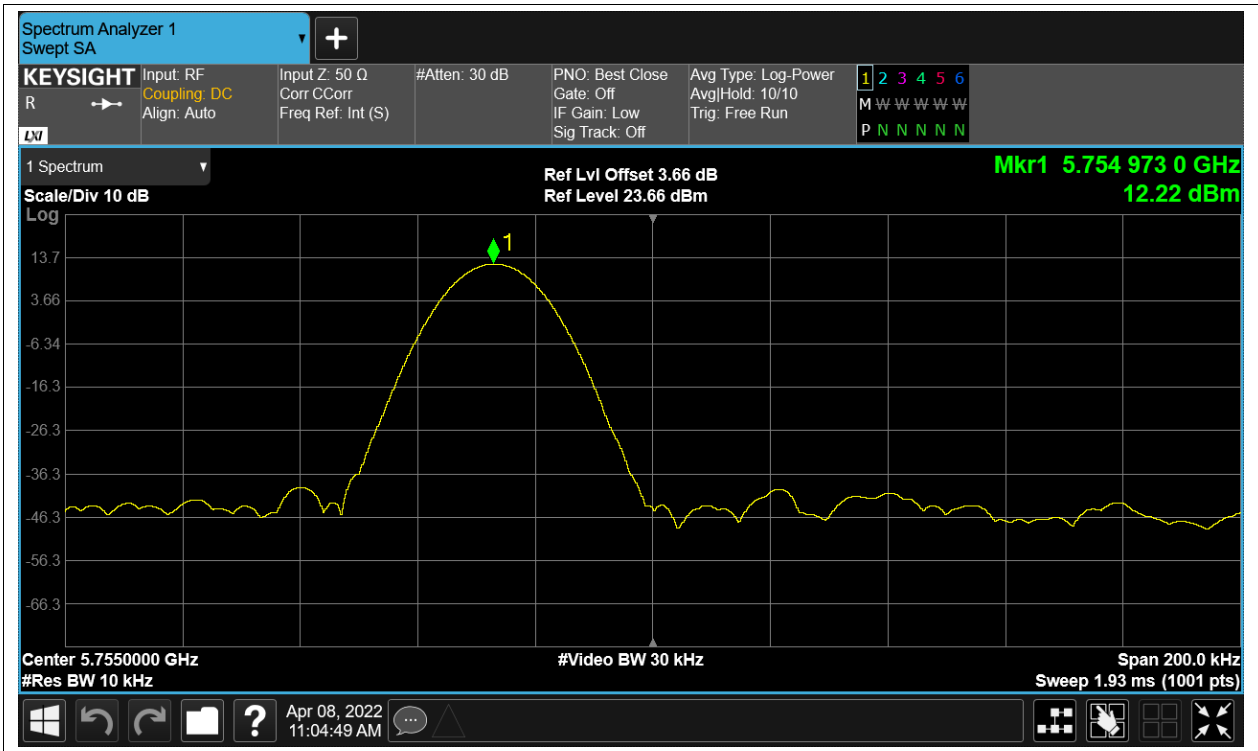 Spectrum Analyzer 1
Swept SA
KEYSIGHT
R
LXI
Input: RF
Coupling: DC
Align: Auto
Input Z: 50 Ω
Corr CCorr
Freq Ref: Int (S)
#Atten: 30 dB
PNO: Best Close
Gate: Off
IF Gain: Low
Sig Track: Off
Avg Type: Log-Power
Avg|Hold: 10/10
Trig: Free Run
1 2 3 4 5 6
M W W W W W W
P N N N N N N
1 Spectrum
Scale/Div 10 dB
Log
Ref Lvl Offset 3.66 dB
Ref Level 23.66 dBm
Mkr1 5.754 973 0 GHz
12.22 dBm
1
13.7
3.66
-6.34
-16.3
-26.3
-36.3
-46.3
-56.3
-66.3
Center 5.7550000 GHz
#Res BW 10 kHz
#Video BW 30 kHz
Span 200.0 kHz
Sweep 1.93 ms (1001 pts)
?
Apr 08, 2022
11:04:49 AM